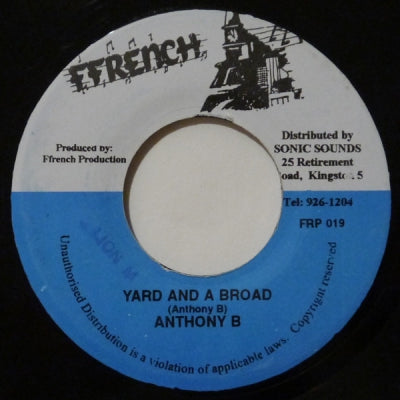 FFRENCH
Produced by:
Ffrench Production
Distributed by
SONIC SOUNDS
25 Retirement
oad, Kingston 5
Tel: 926-1204
FRP 019
YARD AND A BROAD
(Anthony B)
ANTHONY B
Unauthorised Distribution is a violation of applicable laws. Copyright reserved